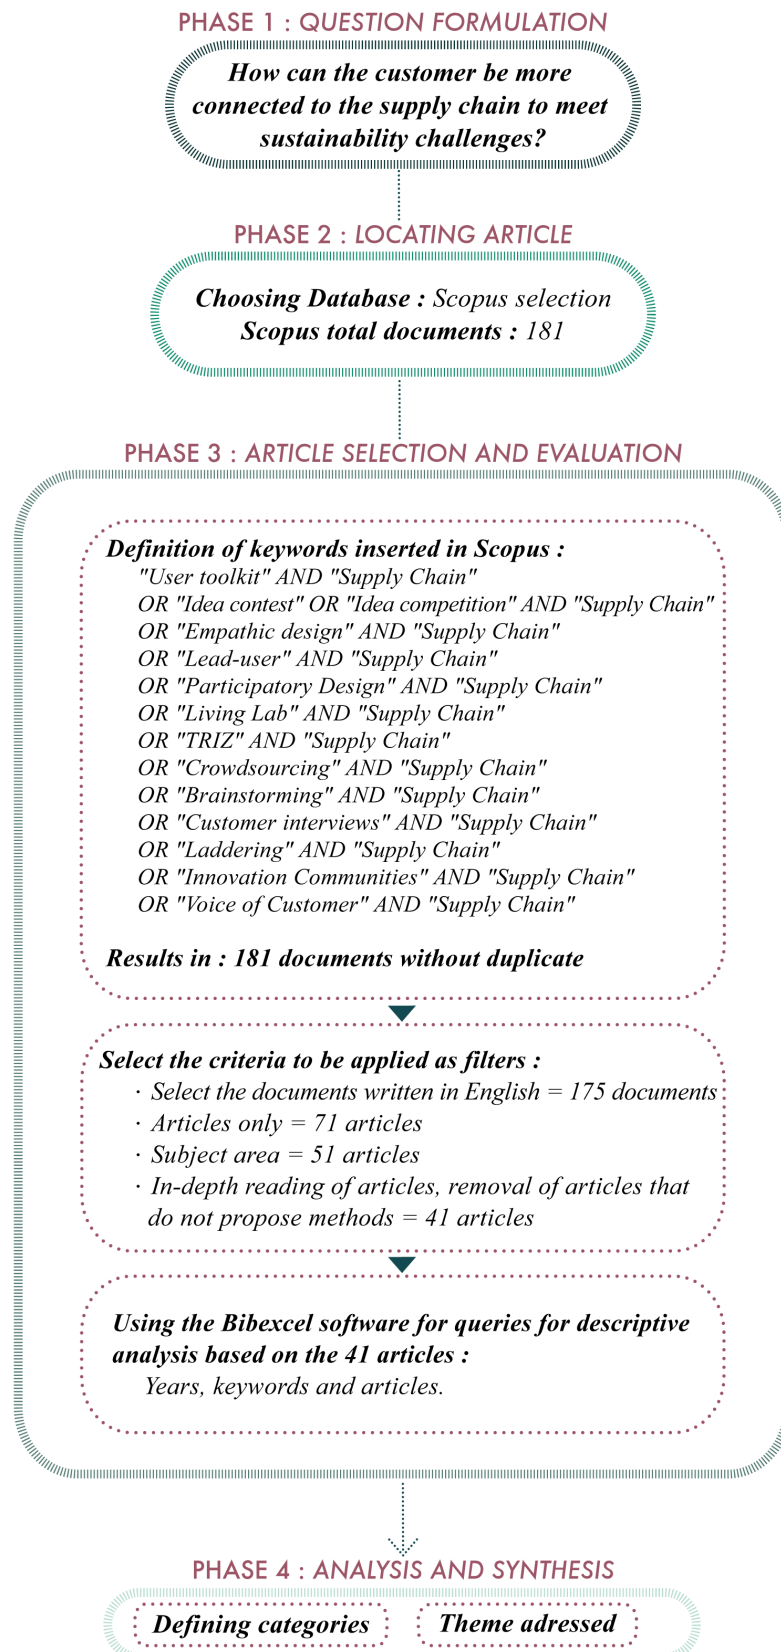 PHASE 1 : QUESTION FORMULATION
How can the customer be more
connected to the supply chain to meet
sustainability challenges?
PHASE 2 : LOCATING ARTICLE
Choosing Database : Scopus selection
Scopus total documents : 181
PHASE 3 : ARTICLE SELECTION AND EVALUATION
Definition of keywords inserted in Scopus :
"User toolkit" AND "Supply Chain"
OR "Idea contest" OR "Idea competition" AND "Supply Chain"
OR "Empathic design" AND "Supply Chain"
OR "Lead-user" AND "Supply Chain"
OR "Participatory Design" AND "Supply Chain"
OR "Living Lab" AND "Supply Chain"
OR "TRIZ" AND "Supply Chain"
OR "Crowdsourcing" AND "Supply Chain"
OR "Brainstorming" AND "Supply Chain"
OR "Customer interviews" AND "Supply Chain"
OR "Laddering" AND "Supply Chain"
OR "Innovation Communities" AND "Supply Chain"
OR "Voice of Customer" AND "Supply Chain"
Results in : 181 documents without duplicate
Select the criteria to be applied as filters :
· Select the documents written in English = 175 documents
· Articles only = 71 articles
· Subject area = 51 articles
· In-depth reading of articles, removal of articles that
do not propose methods = 41 articles
Using the Bibexcel software for queries for descriptive
analysis based on the 41 articles :
Years, keywords and articles.
PHASE 4 : ANALYSIS AND SYNTHESIS
Defining categories
Theme adressed